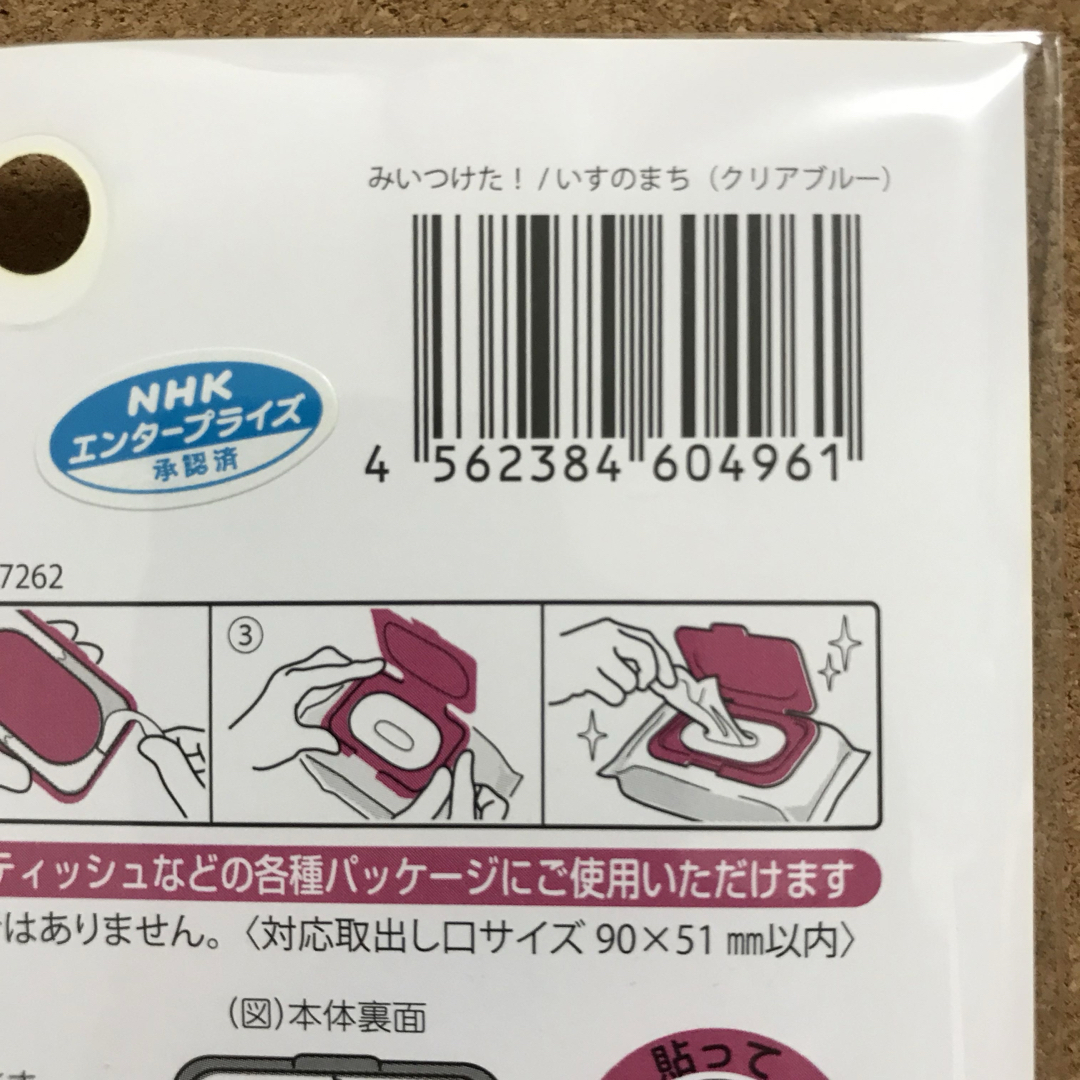 みいつけた！/いすのまち（クリアブルー）
4 562384 604961
NHK
エンタープライズ
承認済
7262
③
ティッシュなどの各種パッケージにご使用いただけます
はありません。〈対応取出し口サイズ 90×51 ㎜以内〉
(図)本体裏面
貼って